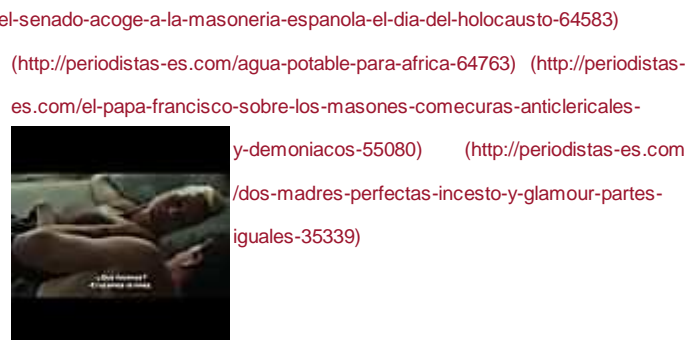 el-senado-acoge-a-la-masoneria-espanola-el-dia-del-holocausto-64583)
(http://periodistas-es.com/agua-potable-para-africa-64763) (http://periodistas-
es.com/el-papa-francisco-sobre-los-masones-comecuras-anticlericales-
y-demoniacos-55080) (http://periodistas-es.com
/dos-madres-perfectas-incesto-y-glamour-partes-
iguales-35339)
-¿Qué hacemos?